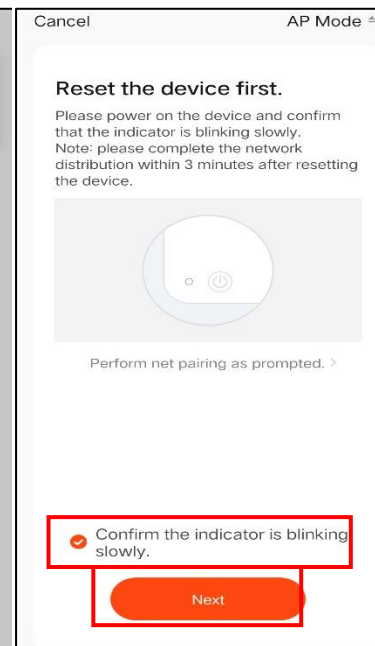 Cancel
AP Mode
Reset the device first.
Please power on the device and confirm
that the indicator is blinking slowly.
Note: please complete the network
distribution within 3 minutes after resetting
the device.
Perform net pairing as prompted. >
Confirm the indicator is blinking
slowly.
Next